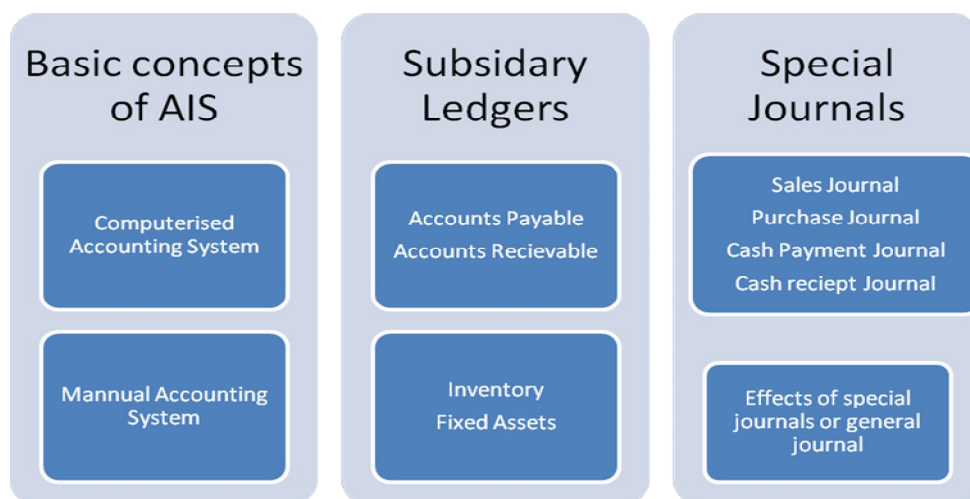 Basic concepts
of AIS
Computerised
Accounting System
Mannual Accounting
System
Subsidary
Ledgers
Accounts Payable
Accounts Recievable
Inventory
Fixed Assets
Special
Journals
Sales Journal
Purchase Journal
Cash Payment Journal
Cash reciept Journal
Effects of special
journals or general
journal